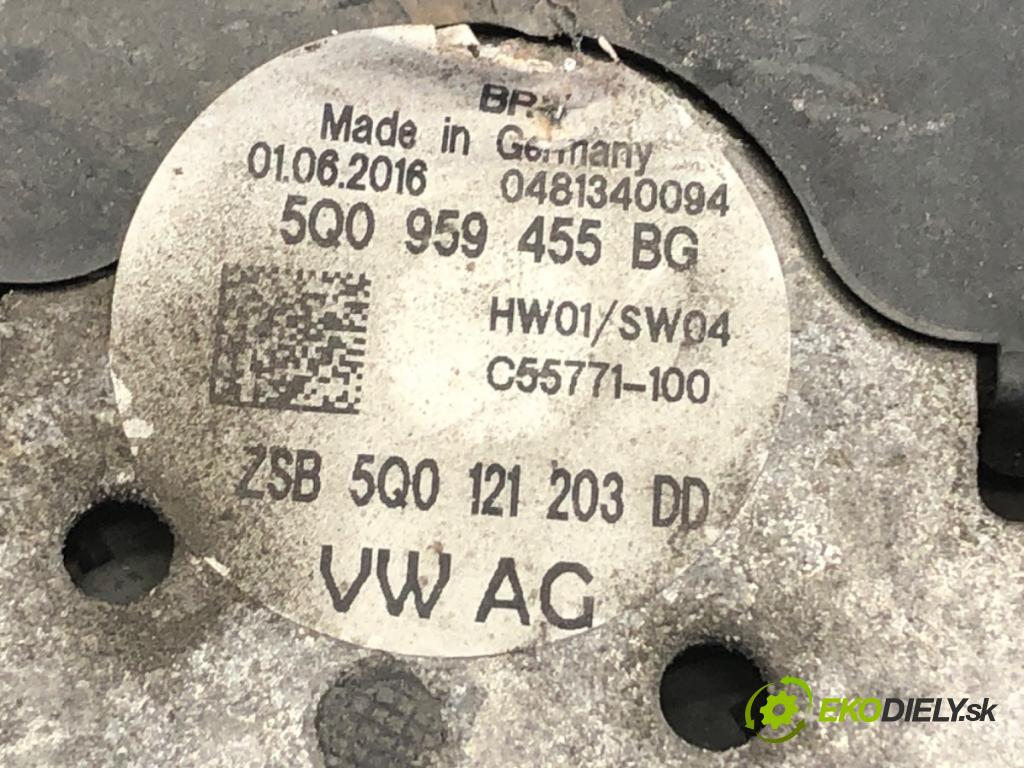 Made in Germany
01.06.2016 0481340094
5Q0 959 455 BG
HW01/SW04
C55771-100
ZSB 5Q0 121 203 DD
VW AG
EKODIELY.sk